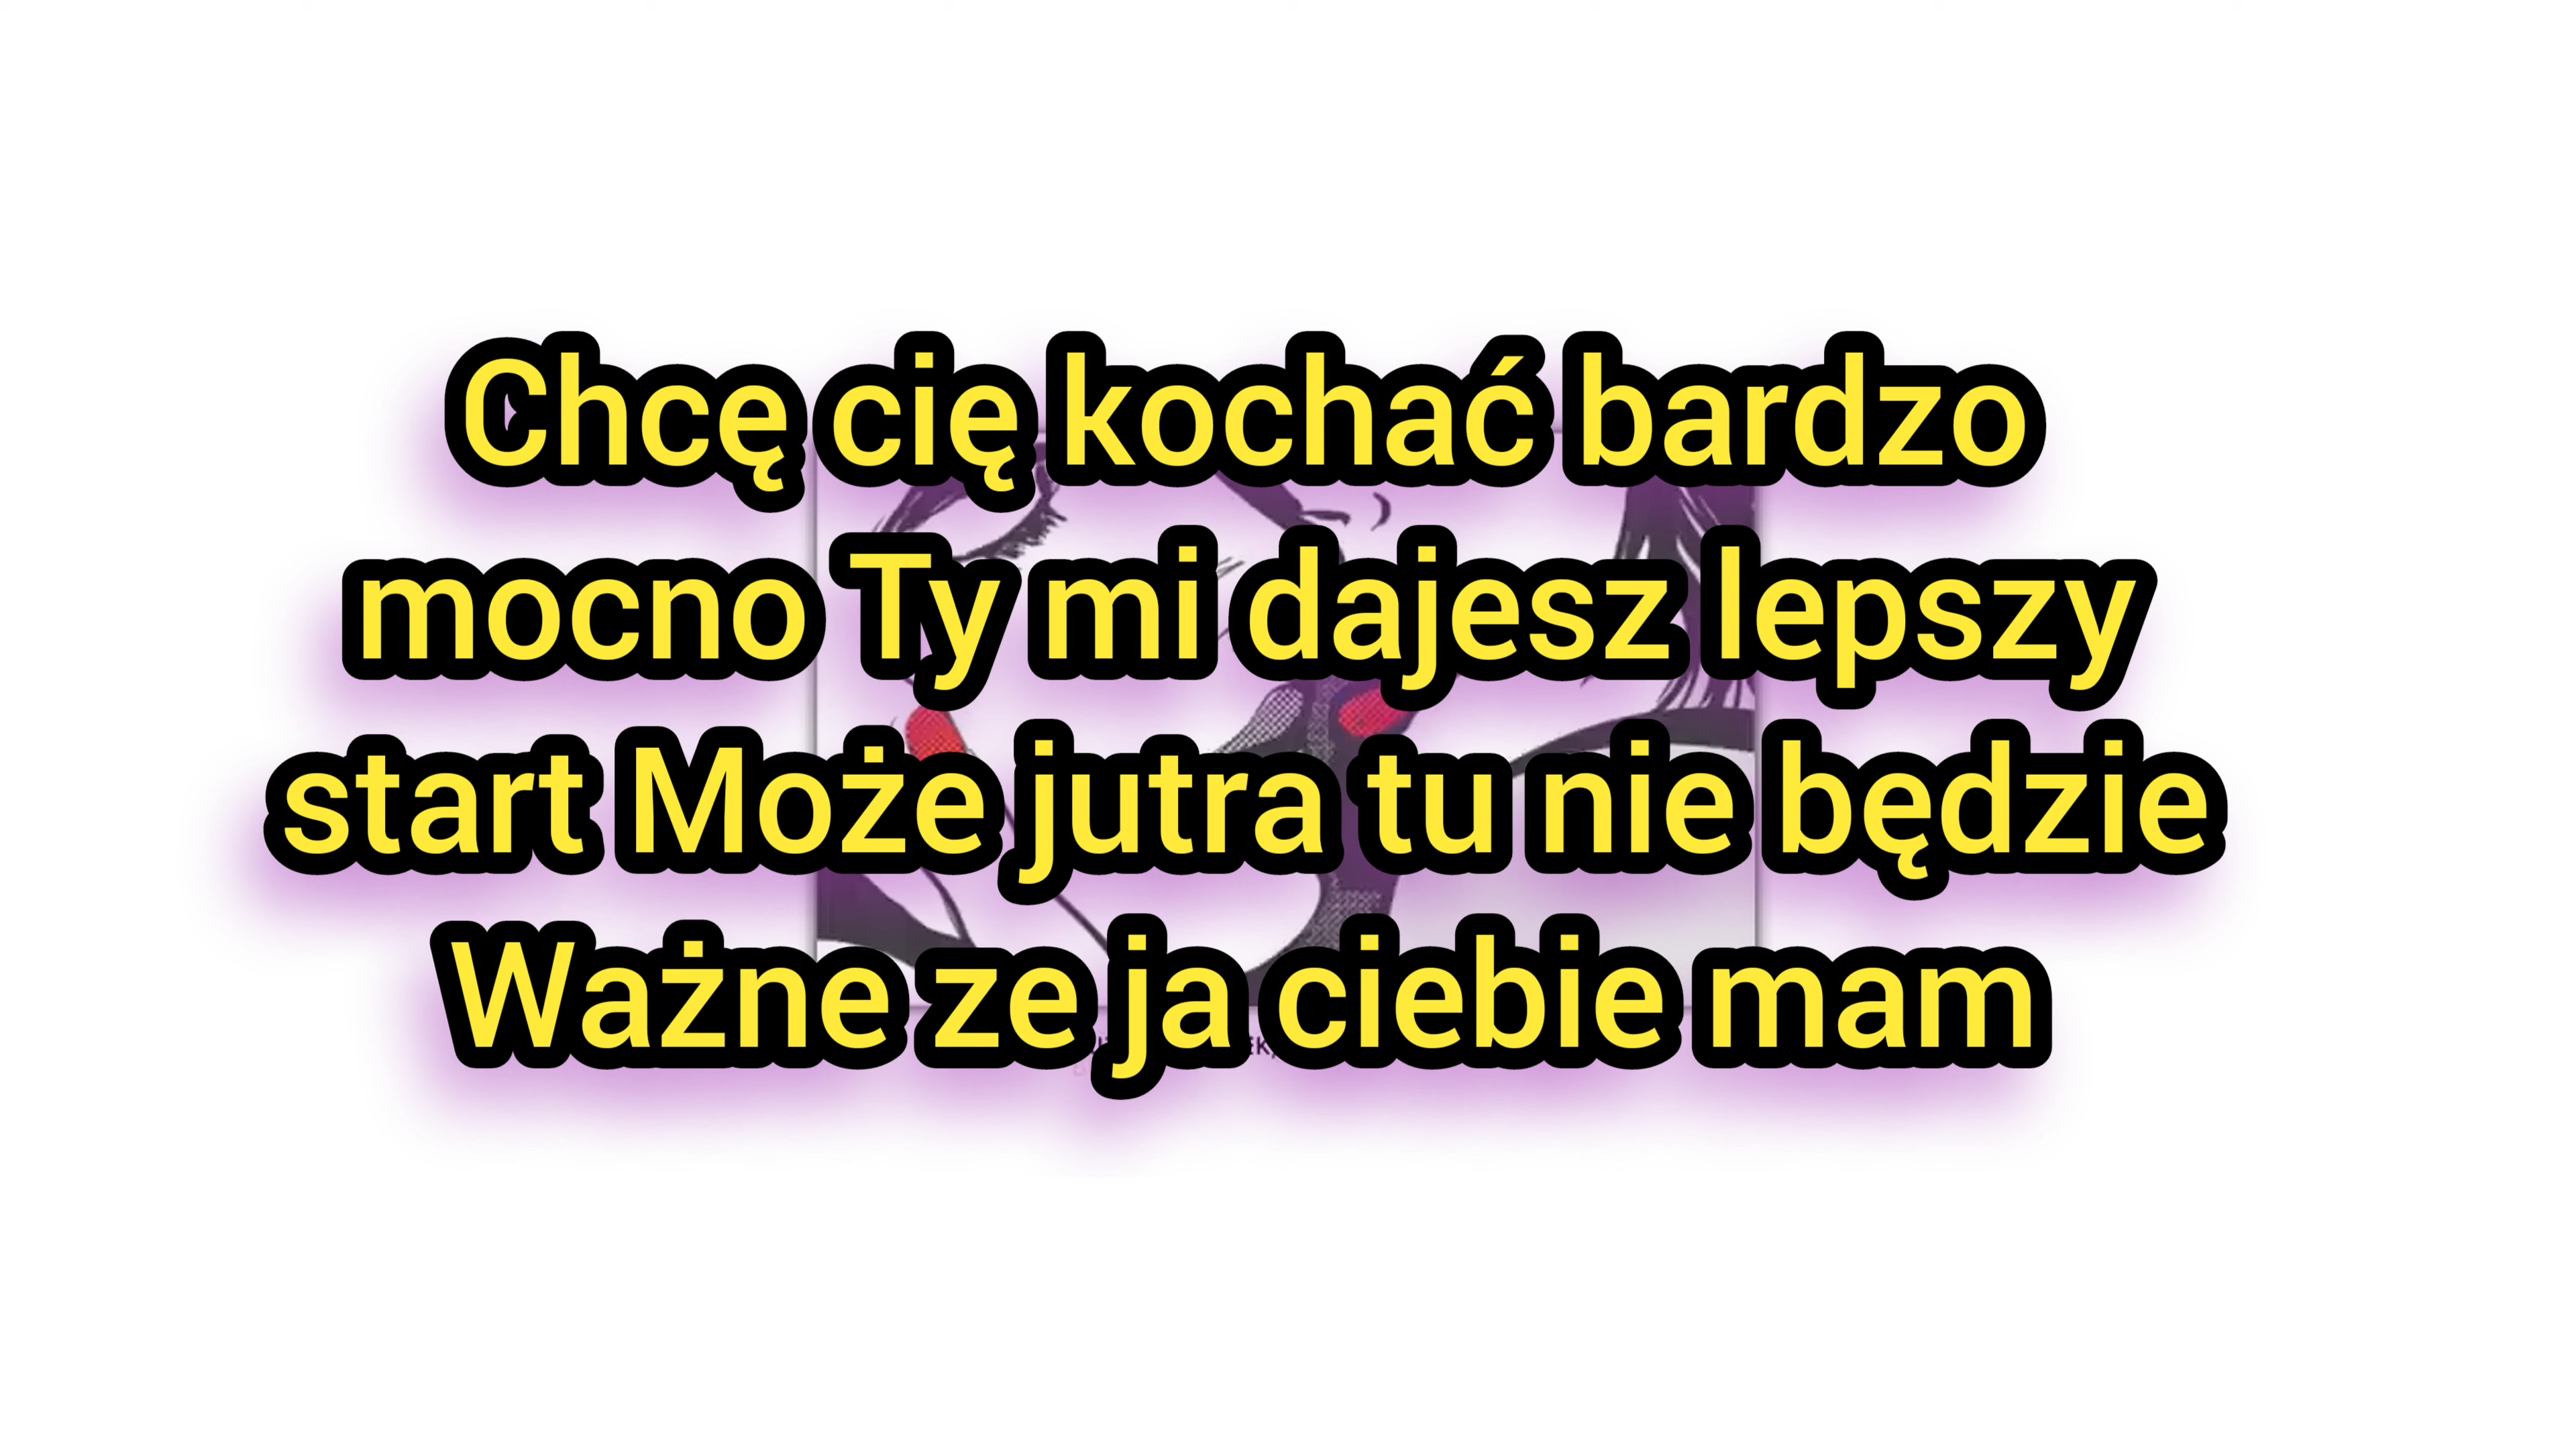 Chcę cię kochać bardzo
mocno Ty mi dajesz lepszy
start Może jutra tu nie będzie
Ważne ze ja ciebie mam